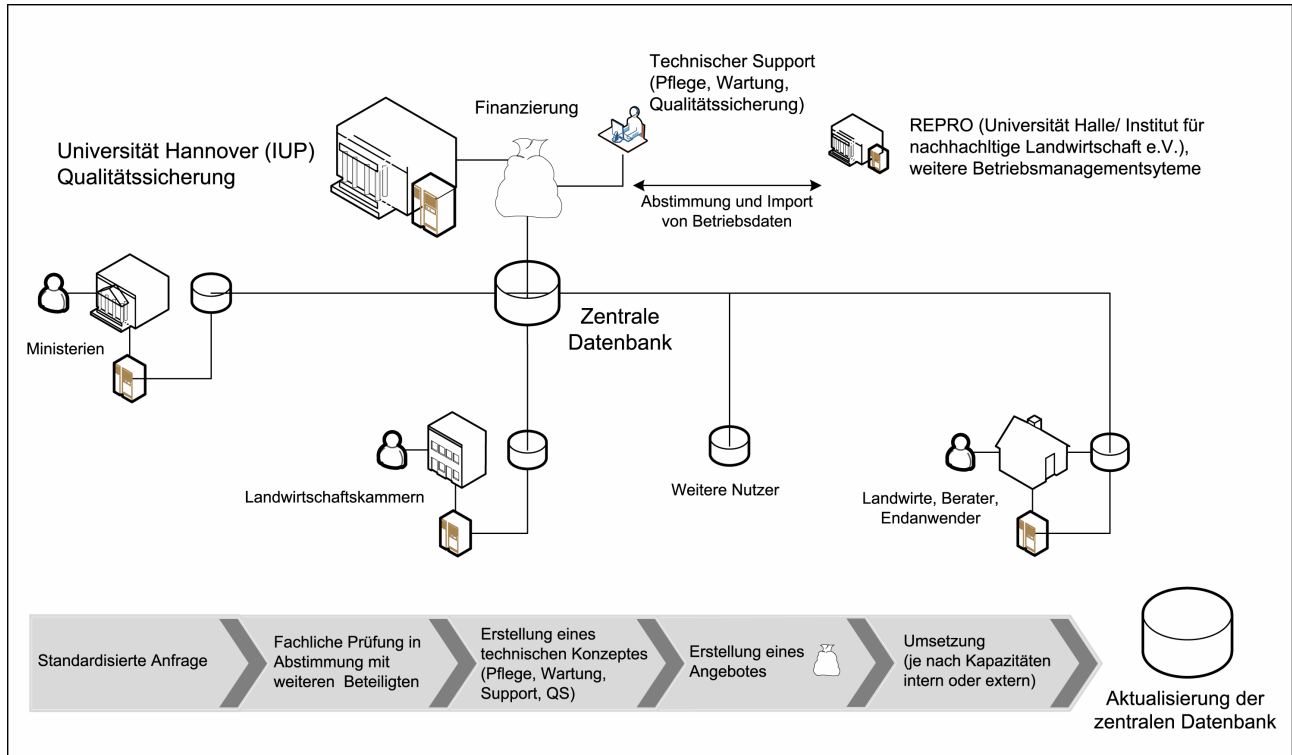 Technischer Support
(Pflege, Wartung,
Qualitätssicherung)
Finanzierung
REPRO (Universität Halle/ Institut für
nachhachltige Landwirtschaft e.V.),
weitere Betriebsmanagementsyteme
Universität Hannover (IUP)
Qualitätssicherung
Abstimmung und Import
von Betriebsdaten
Zentrale
Datenbank
Ministerien
Landwirtschaftskammern
Weitere Nutzer
Landwirte, Berater,
Endanwender
Standardisierte Anfrage
Fachliche Prüfung in
Abstimmung mit
weiteren Beteiligten
Erstellung eines
technischen Konzeptes
(Pflege, Wartung,
Support, QS)
Erstellung eines
Angebotes
Umsetzung
(je nach Kapazitäten
intern oder extern)
Aktualisierung der
zentralen Datenbank